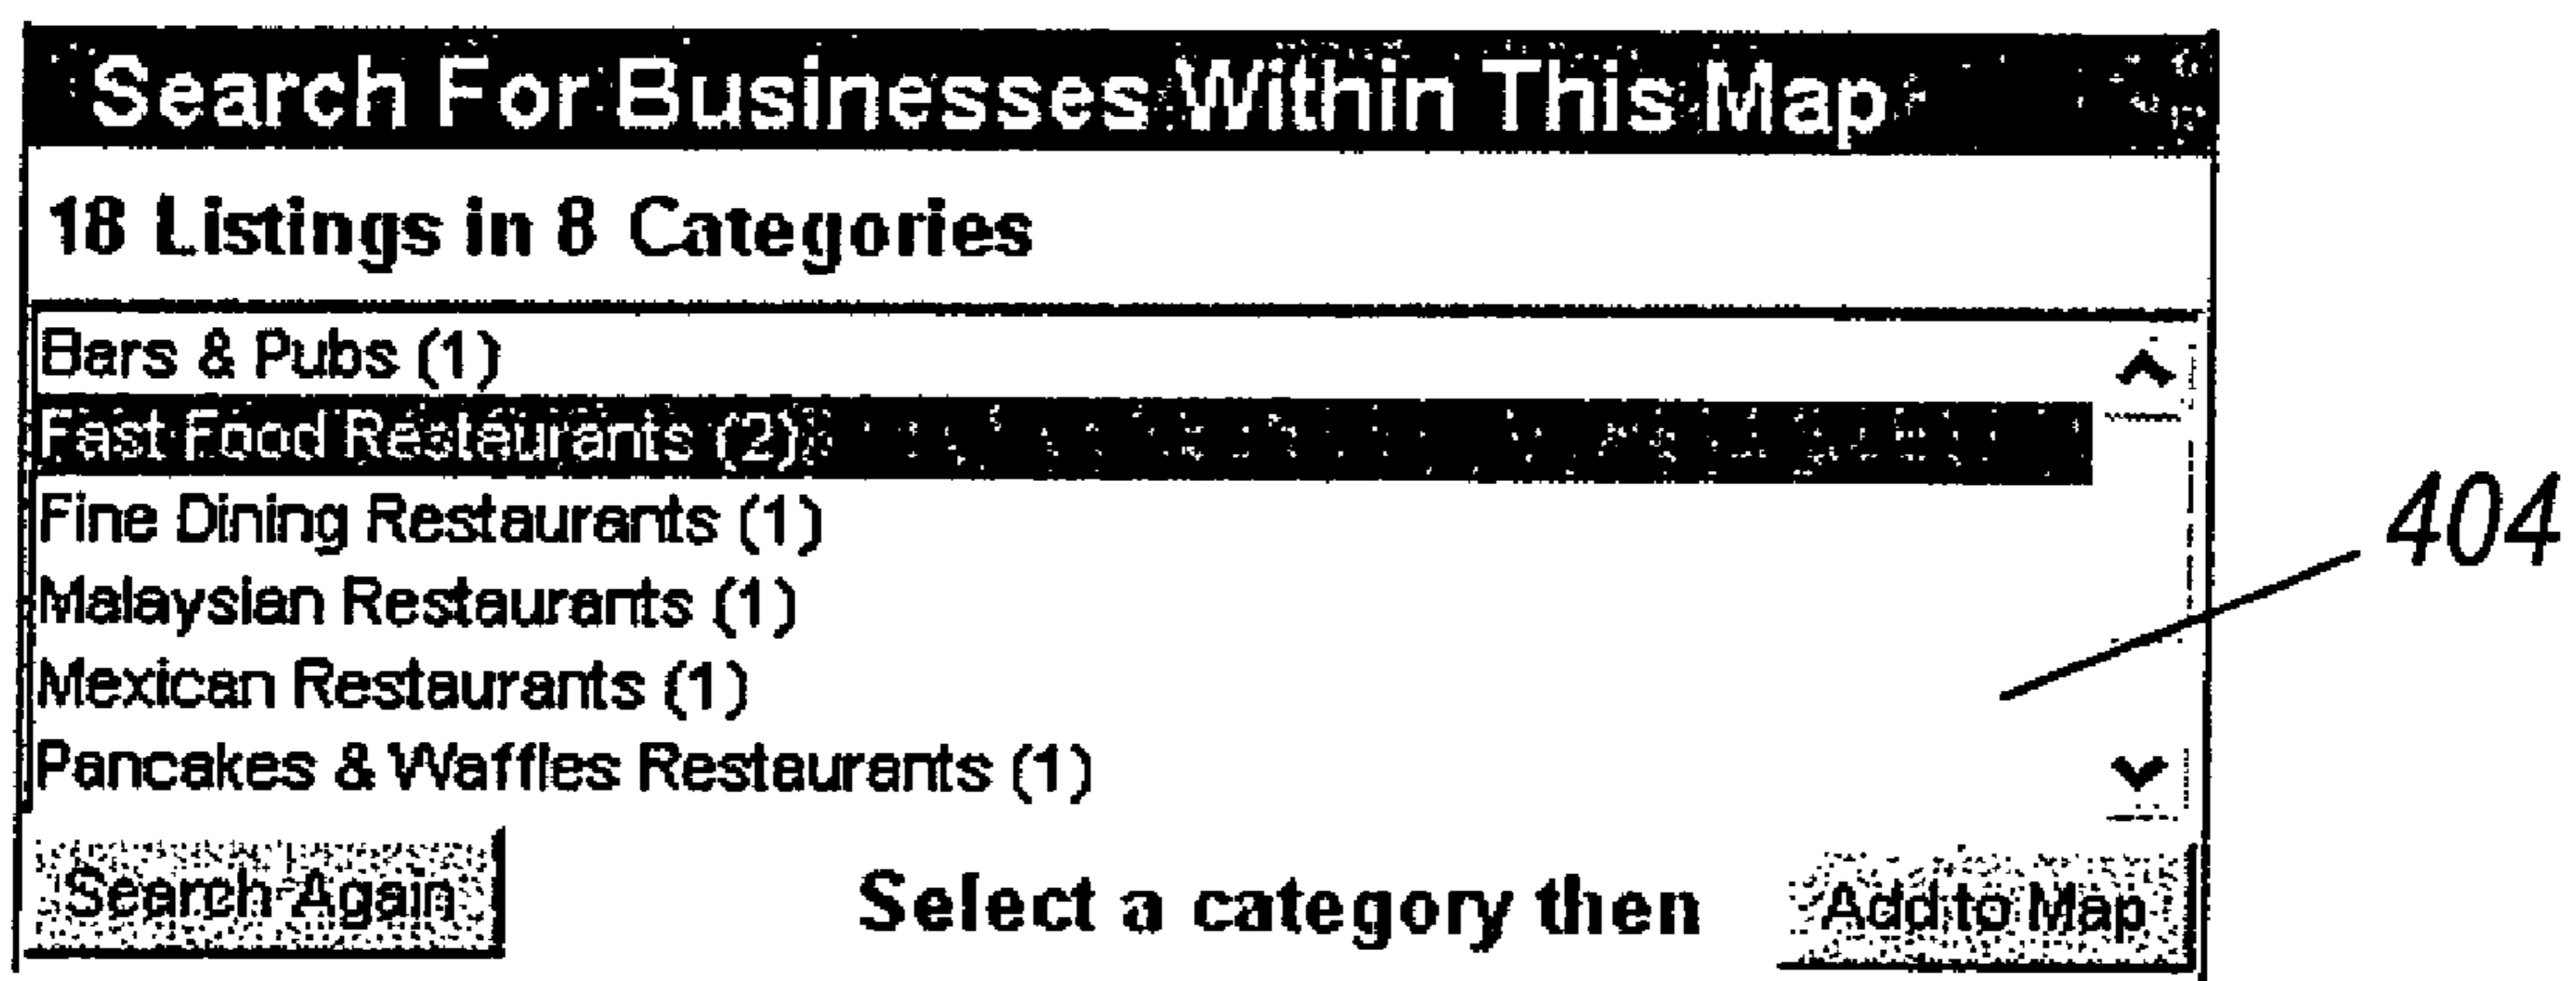 Search For Businesses Within This Map
18 Listings in 8 Categories
Bars & Pubs (1)
Fast Food Restaurants (2)
Fine Dining Restaurants (1)
Malaysian Restaurants (1)
Mexican Restaurants (1)
Pancakes & Waffles Restaurants (1)
404
Search Again
Select a category then
Add to Map